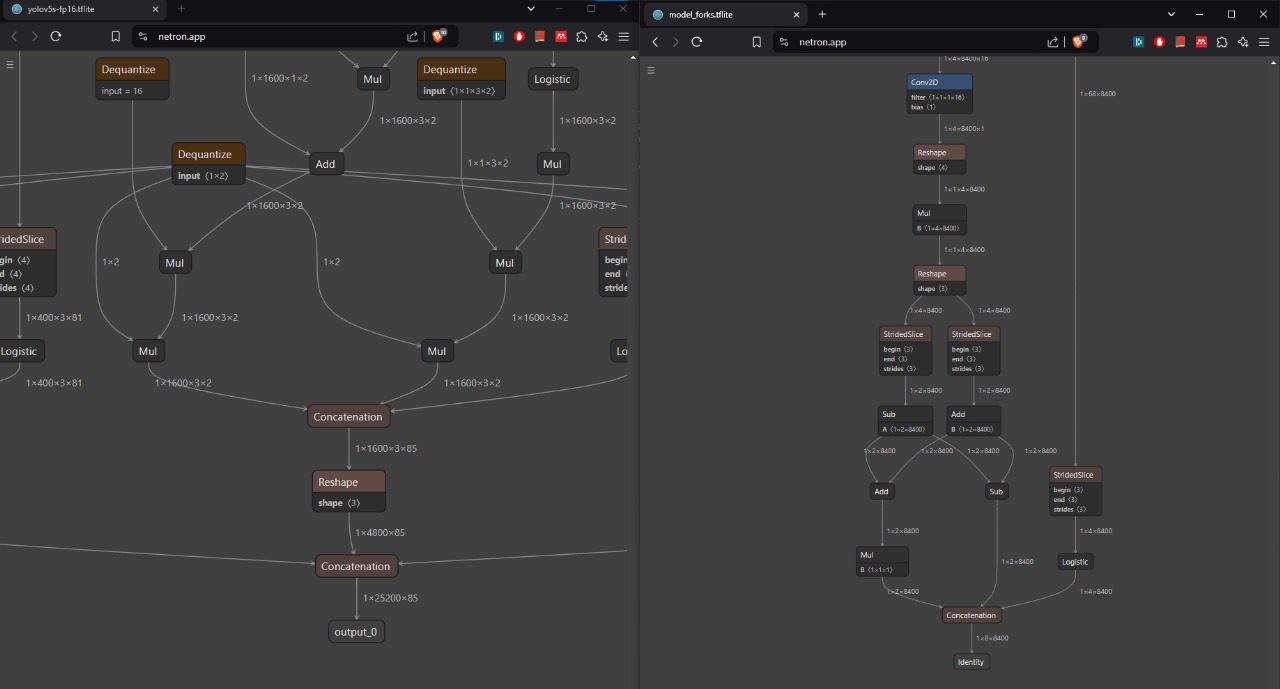 yolov5s-fp16.tflite
netron.app
Dequantize
input = 16
1×1600×1×2
Mul
Dequantize
input ⟨1×1×3×2⟩
Logistic
1×1600×3×2
1×1600×3×2
Dequantize
input ⟨1×2⟩
Add
1×1×3×2
Mul
1×1600×3×2
1×1600×3×2
ridedSlice
gin ⟨4⟩
d ⟨4⟩
ides ⟨4⟩
1×2
Mul
1×2
Mul
Strid
begin
end
stride
1×400×3×81
1×1600×3×2
1×1600×3×2
Logistic
Mul
Mul
Lo
1×400×3×81
1×1600×3×2
1×1600×3×2
Concatenation
1×1600×3×85
Reshape
shape ⟨3⟩
1×4800×85
Concatenation
1×25200×85
output_0
model_forks.tflite
netron.app
1×4×8400×16
Conv2D
filter ⟨1×1×1×16⟩
bias ⟨1⟩
1×68×8400
1×4×8400×1
Reshape
shape ⟨4⟩
1×1×4×8400
Mul
B ⟨1×4×8400⟩
1×1×4×8400
Reshape
shape ⟨3⟩
1×4×8400
1×4×8400
StridedSlice
begin ⟨3⟩
end ⟨3⟩
strides ⟨3⟩
StridedSlice
begin ⟨3⟩
end ⟨3⟩
strides ⟨3⟩
1×2×8400
1×2×8400
Sub
A ⟨1×2×8400⟩
Add
B ⟨1×2×8400⟩
1×2×8400
1×2×8400
1×2×8400
1×2×8400
Add
Sub
StridedSlice
begin ⟨3⟩
end ⟨3⟩
strides ⟨3⟩
1×2×8400
1×4×8400
Mul
B ⟨1×1×1⟩
1×2×8400
Logistic
1×2×8400
1×4×8400
Concatenation
1×8×8400
Identity